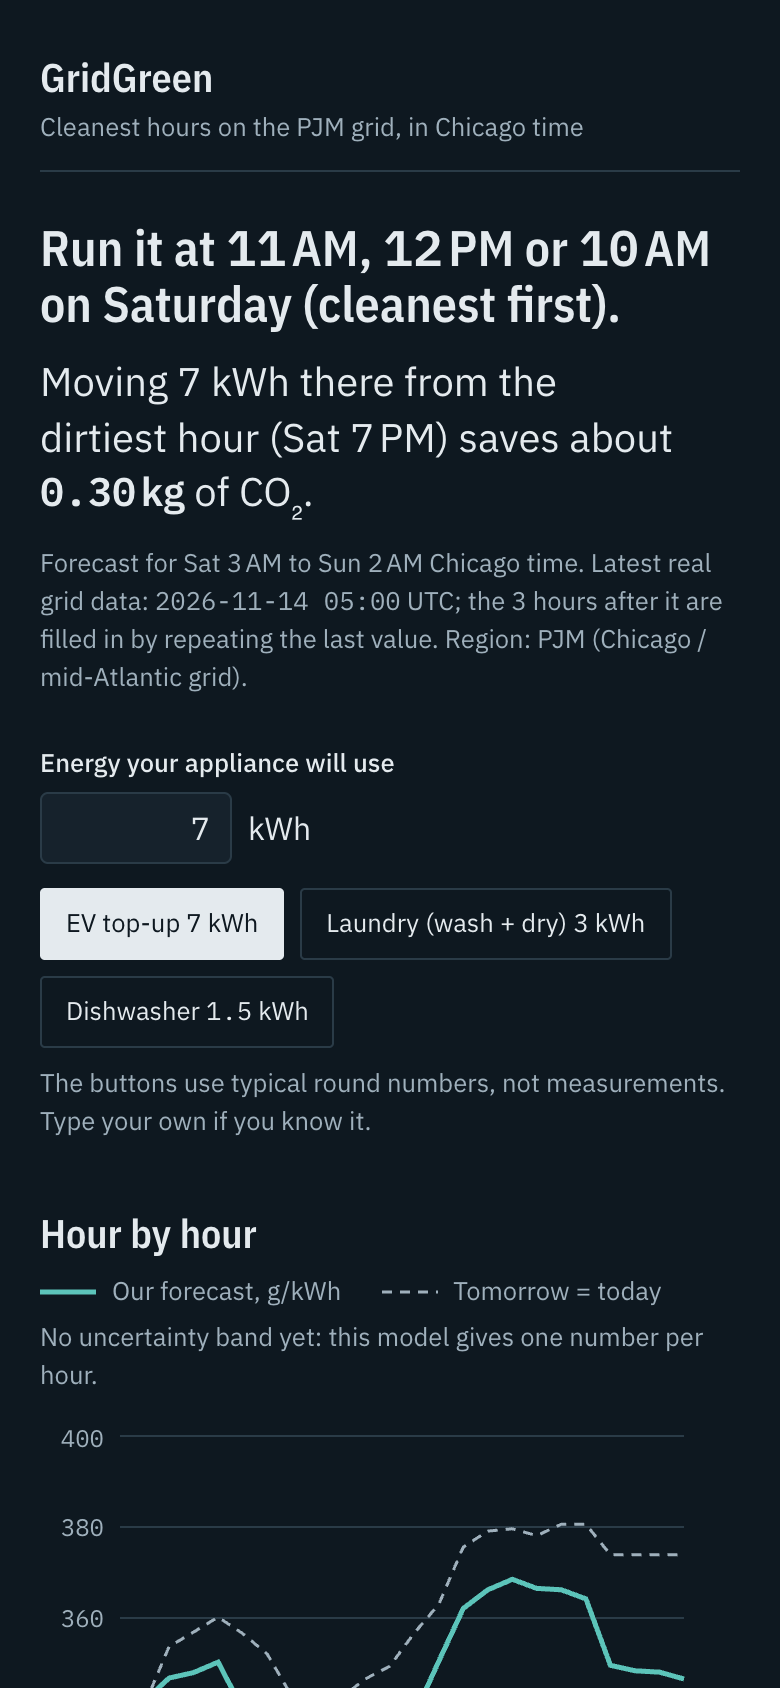 GridGreen
Cleanest hours on the PJM grid, in Chicago time
Run it at 11 AM, 12 PM or 10 AM
on Saturday (cleanest first).
Moving 7 kWh there from the
dirtiest hour (Sat 7 PM) saves about
0.30 kg of CO₂.
Forecast for Sat 3 AM to Sun 2 AM Chicago time. Latest real
grid data: 2026-11-14 05:00 UTC; the 3 hours after it are
filled in by repeating the last value. Region: PJM (Chicago /
mid-Atlantic grid).
Energy your appliance will use
7 kWh
EV top-up 7 kWh
Laundry (wash + dry) 3 kWh
Dishwasher 1.5 kWh
The buttons use typical round numbers, not measurements.
Type your own if you know it.
Hour by hour
Our forecast, g/kWh
Tomorrow = today
No uncertainty band yet: this model gives one number per
hour.
400
380
360